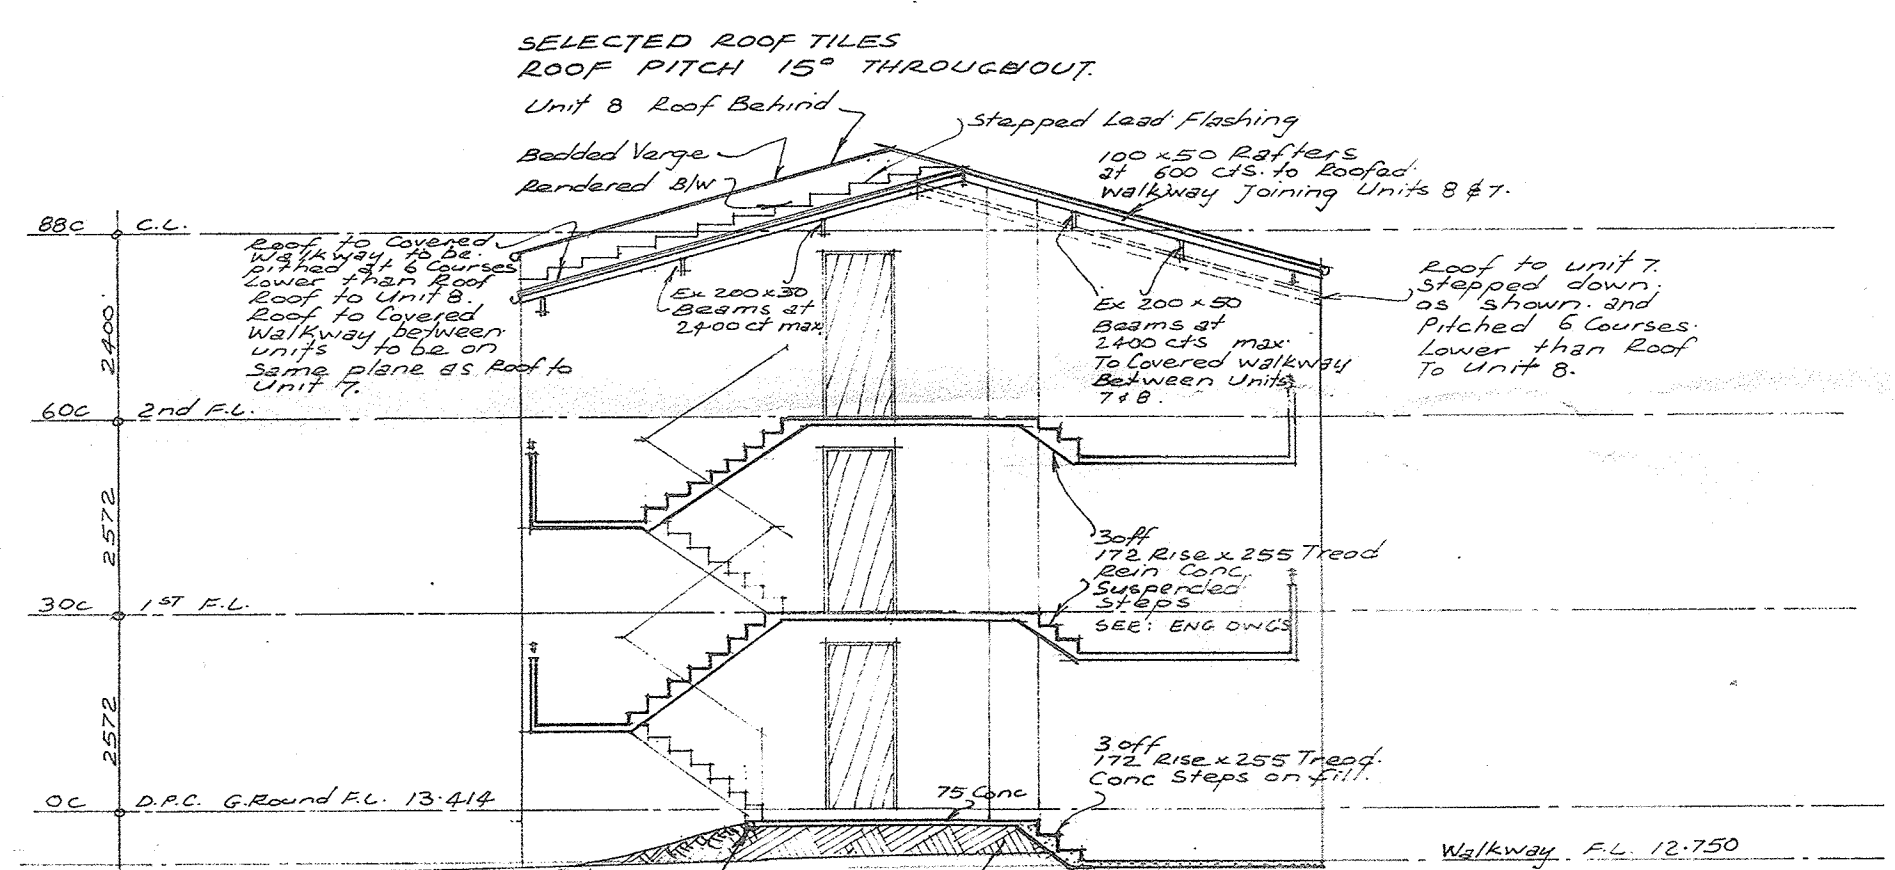 SELECTED ROOF TILES
ROOF PITCH 15° THROUGHOUT.
Unit 8 Roof Behind
Stepped Lead Flashing
Bedded Verge
Rendered B/W
100 x 50 Rafters
at 600 cts. to Roofed
Walkway Joining Units 8 & 7.
88c C.L.
Roof to Covered
Walkway to be
pithed at 6 Courses
Lower than Roof
Roof to Unit 8.
Roof to Covered
Walkway between
units to be on
same plane as Roof to
Unit 7.
Ex 200 x 50
Beams at
2400 ct max
Ex 200 x 50
Beams at
2400 cts max
To Covered walkway
Between Units
7 & 8.
Roof to unit 7.
Stepped down
as shown and
Pitched 6 Courses
Lower than Roof
To Unit 8.
2400
60c 2nd F.L.
2572
3 off
172 Rise x 255 Tread
Rein Conc
Suspended
Steps
SEE: ENG DWGS
30c 1ST F.L.
2572
3 off
172 Rise x 255 Tread
Conc Steps on fill.
75 Conc
0c D.P.C. G.Round F.L. 13.414
Walkway F.L. 12.750